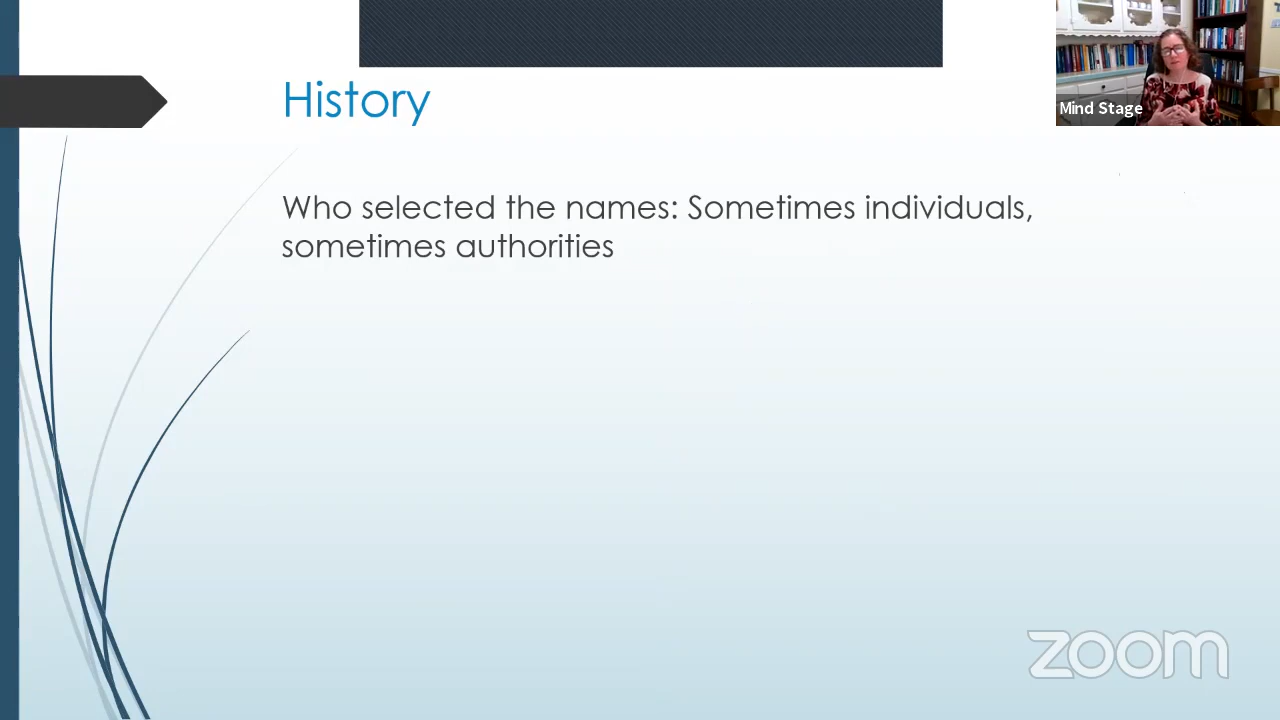 History
Who selected the names: Sometimes individuals,
sometimes authorities
Mind Stage
zoom